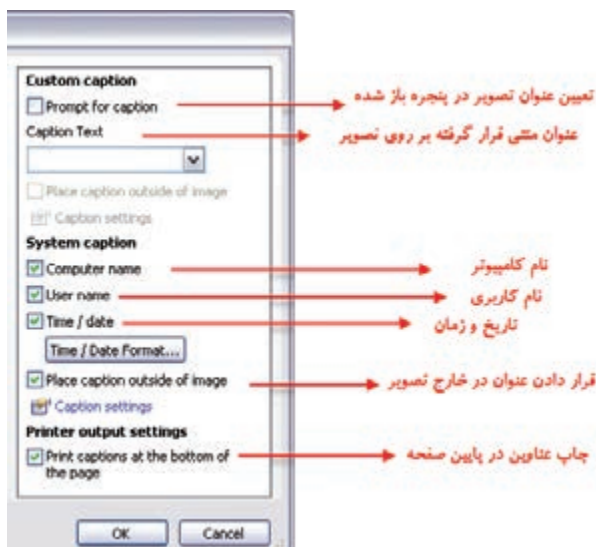 Custom caption
Prompt for caption
تعیین عنوان تصویر در پنجره باز شده
Caption Text
عنوان متنی قرار گرفته بر روی تصویر
Place caption outside of image
Caption settings
System caption
Computer name
نام کامپیوتر
User name
نام کاربری
Time / date
تاریخ و زمان
Time / Date Format...
Place caption outside of image
قرار دادن عنوان در خارج تصویر
Caption settings
Printer output settings
Print captions at the bottom of
the page
چاپ عناوین در پایین صفحه
OK
Cancel